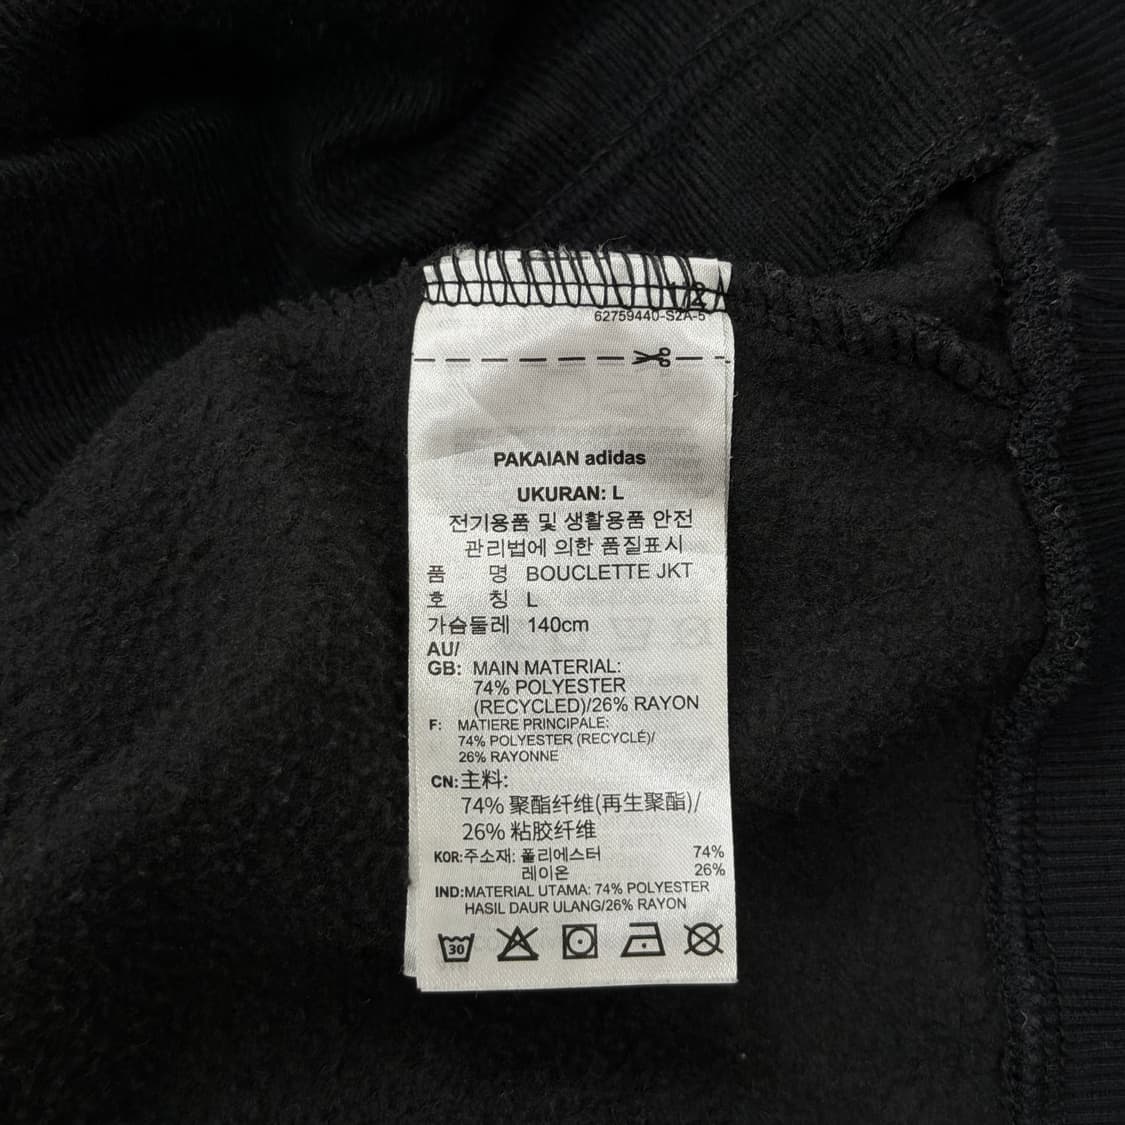 62759440-S2A-5
PAKAIAN adidas
UKURAN: L
전기용품 및 생활용품 안전
관리법에 의한 품질표시
품 명 BOUCLETTE JKT
호 칭 L
가슴둘레 140cm
AU/
GB: MAIN MATERIAL:
74% POLYESTER
(RECYCLED)/26% RAYON
F: MATIERE PRINCIPALE:
74% POLYESTER (RECYCLÉ)/
26% RAYONNE
CN:主料:
74% 聚酯纤维(再生聚酯)/
26% 粘胶纤维
KOR:주소재: 폴리에스터 74%
레이온 26%
IND:MATERIAL UTAMA: 74% POLYESTER
HASIL DAUR ULANG/26% RAYON
30